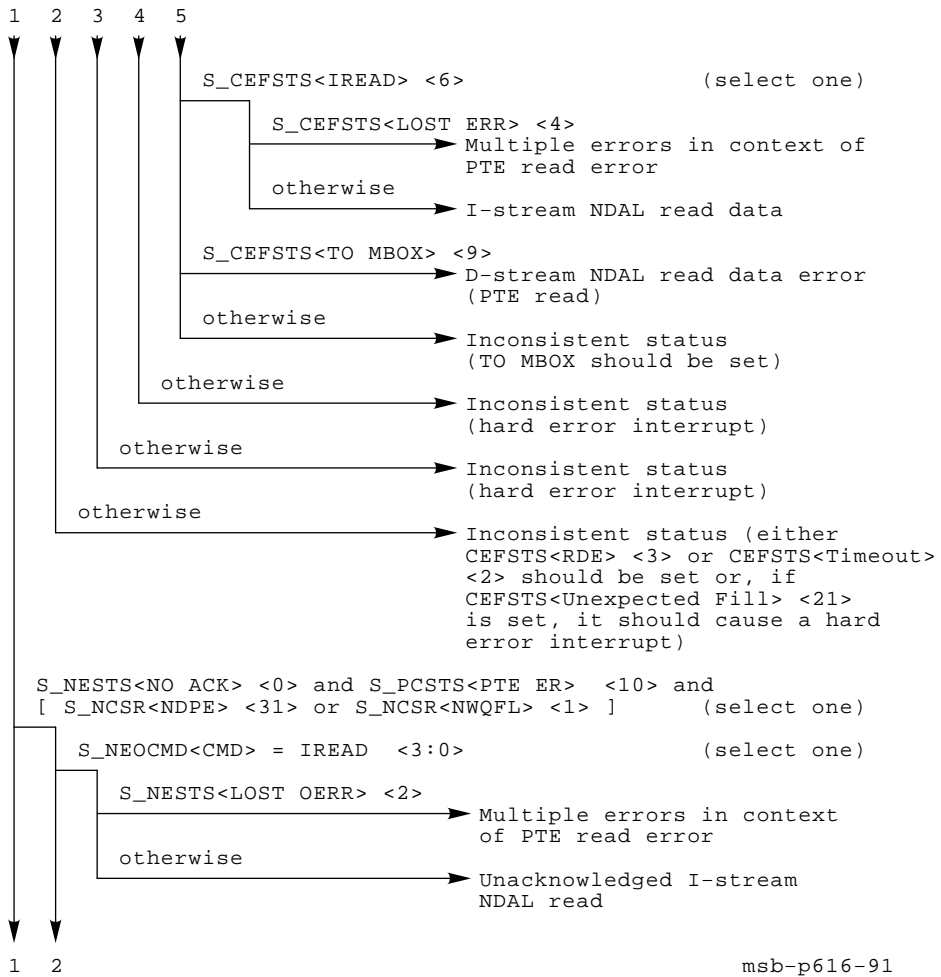 1 2 3 4 5
S_CEFSTS<IREAD> <6> (select one)
S_CEFSTS<LOST ERR> <4>
Multiple errors in context of
PTE read error
otherwise
I-stream NDAL read data
S_CEFSTS<TO MBOX> <9>
D-stream NDAL read data error
(PTE read)
otherwise
Inconsistent status
(TO MBOX should be set)
otherwise
Inconsistent status
(hard error interrupt)
otherwise
Inconsistent status
(hard error interrupt)
otherwise
Inconsistent status (either
CEFSTS<RDE> <3> or CEFSTS<Timeout>
<2> should be set or, if
CEFSTS<Unexpected Fill> <21>
is set, it should cause a hard
error interrupt)
S_NESTS<NO ACK> <0> and S_PCSTS<PTE ER> <10> and
[ S_NCSR<NDPE> <31> or S_NCSR<NWQFL> <1> ] (select one)
S_NEOCMD<CMD> = IREAD <3:0> (select one)
S_NESTS<LOST OERR> <2>
Multiple errors in context
of PTE read error
otherwise
Unacknowledged I-stream
NDAL read
1 2 msb-p616-91